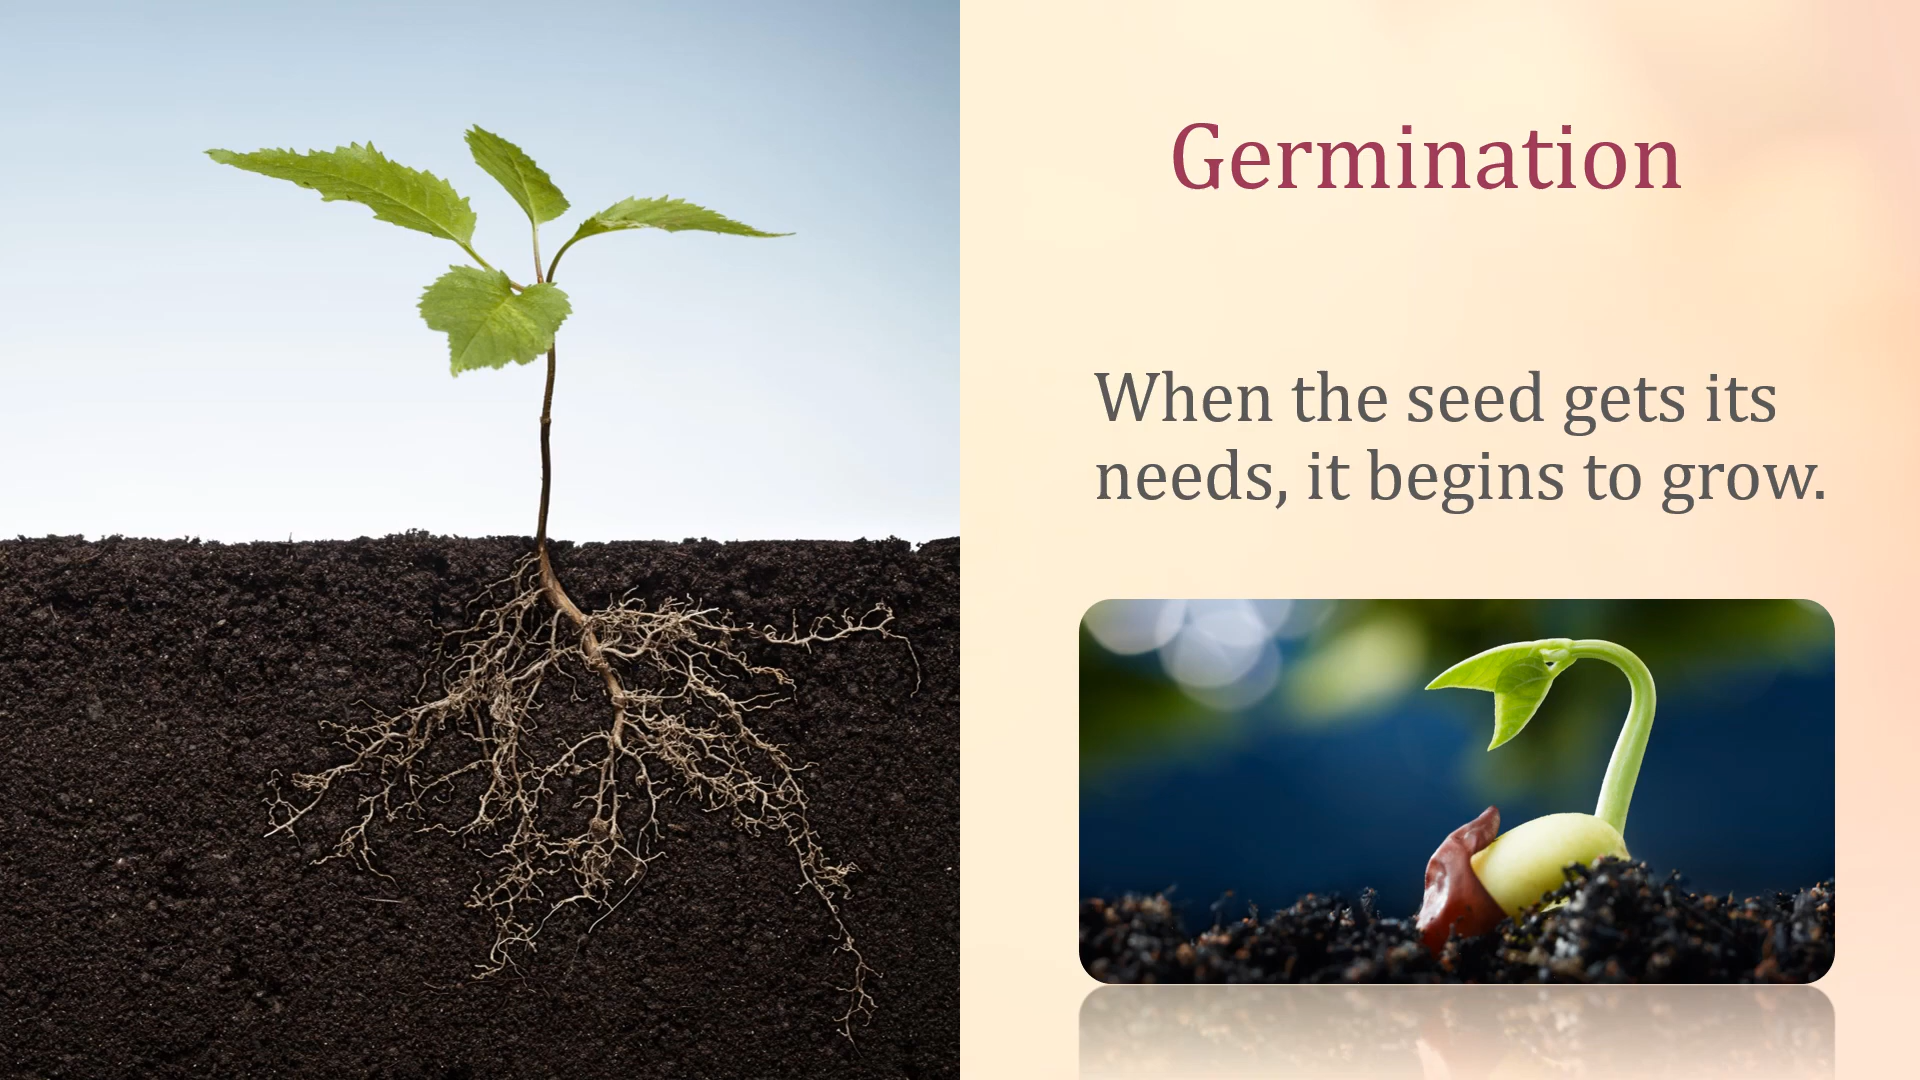 Germination
When the seed gets its
needs, it begins to grow.